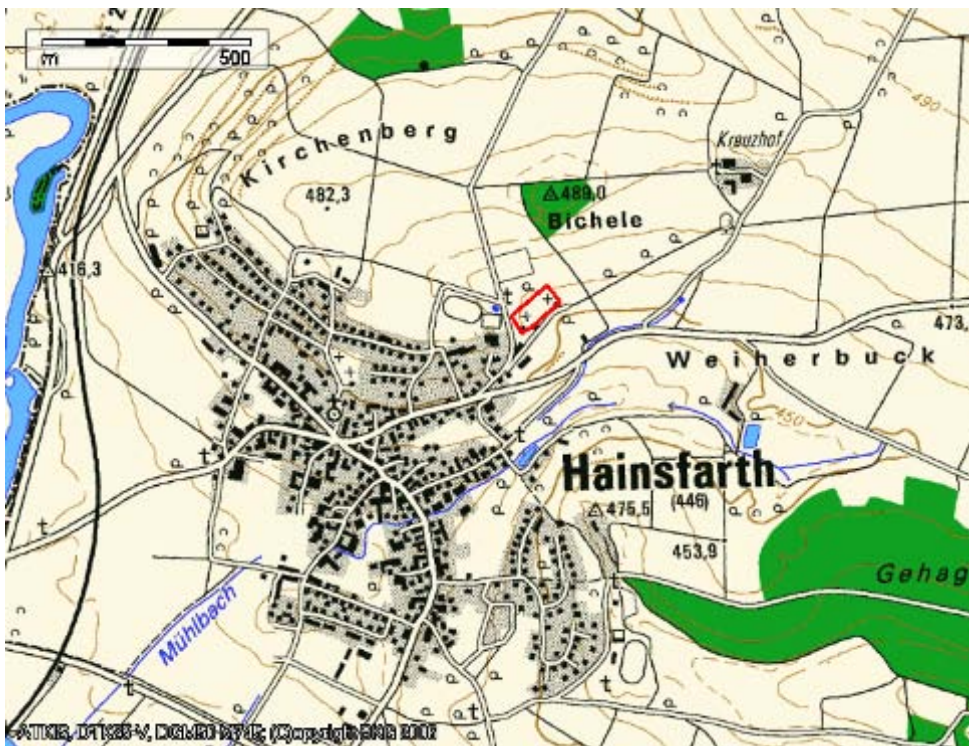 m 500
Kirchenberg
490
Kreuzhof
482,3
489,0
Bichele
416,3
473,
Weiherbuck
450
Hainsfarth
475,5
(446)
453,9
Gehag
Mühlbach